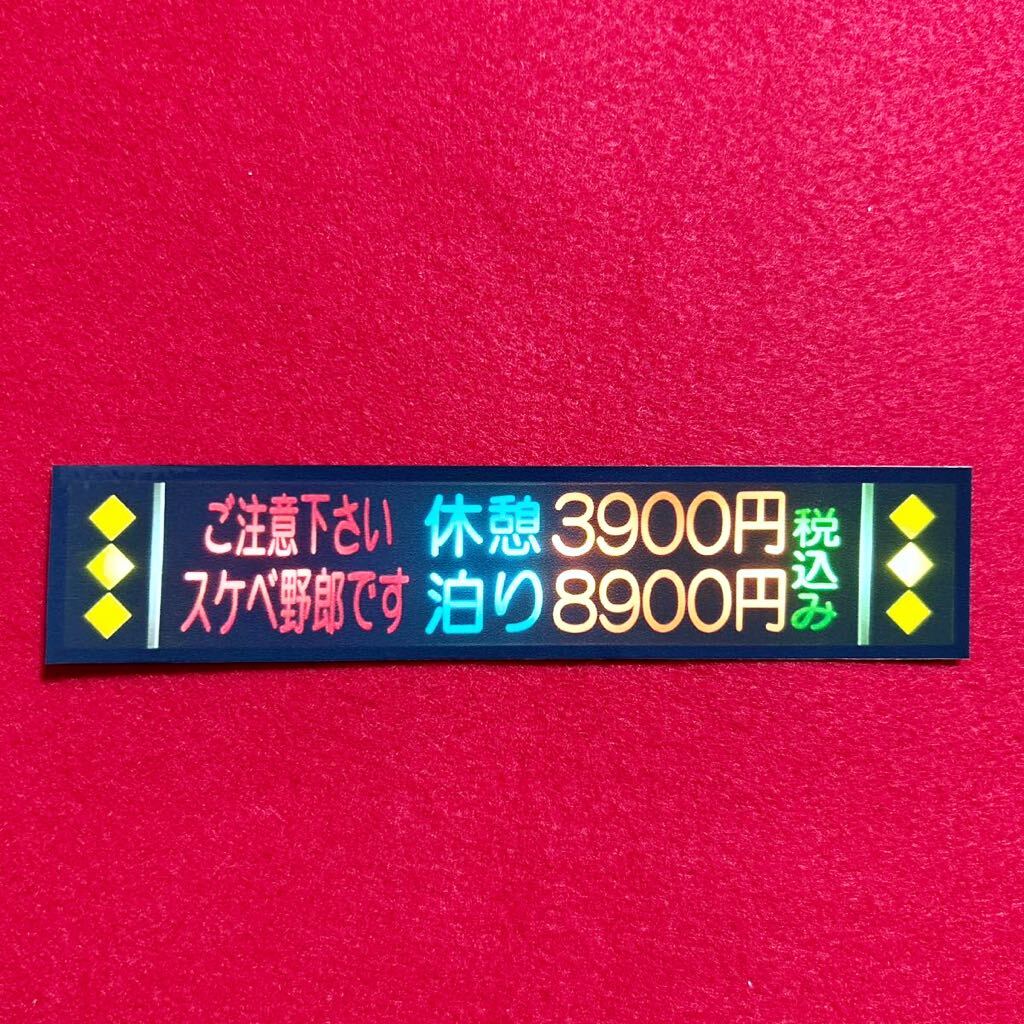 ご注意下さい 休憩 3900円
スケベ野郎です 泊り 8900円
税込み